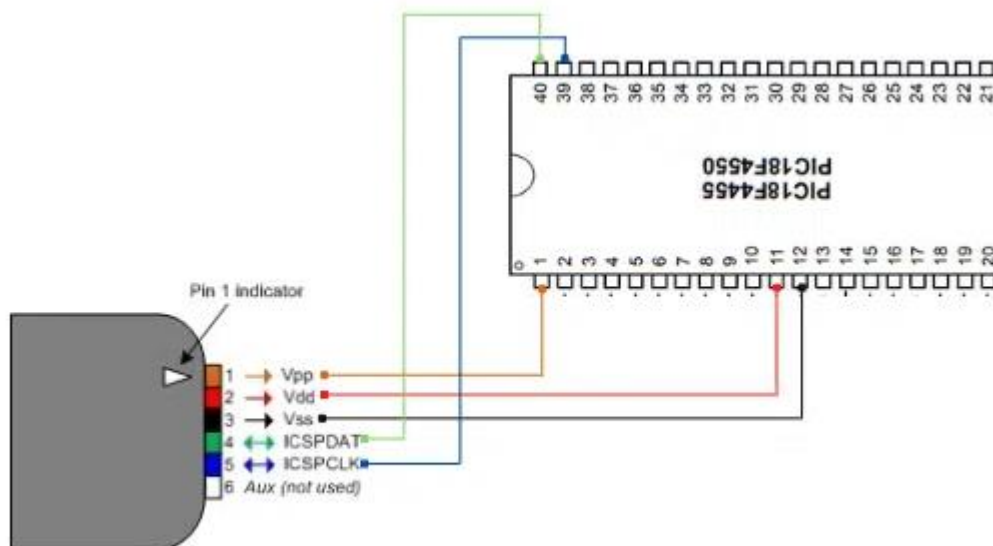 40 39 38 37 36 35 34 33 32 31 30 29 28 27 26 25 24 23 22 21
PIC18F4455
PIC18F4550
1 2 3 4 5 6 7 8 9 10 11 12 13 14 15 16 17 18 19 20
Pin 1 indicator
1 Vpp
2 Vdd
3 Vss
4 ICSPDAT
5 ICSPCLK
6 Aux (not used)